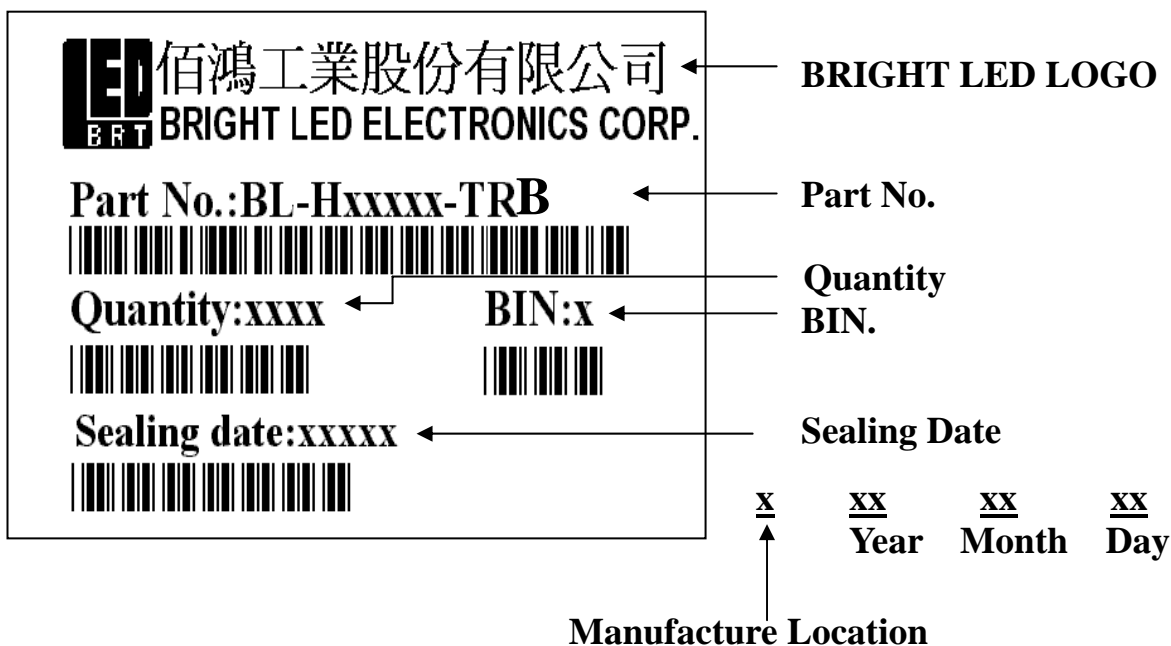 LED 佰鴻工業股份有限公司
BRT BRIGHT LED ELECTRONICS CORP.
BRIGHT LED LOGO
Part No.:BL-Hxxxxx-TRB
Part No.
Quantity:xxxx
BIN:x
Quantity
BIN.
Sealing date:xxxxx
Sealing Date
x xx xx xx
Year Month Day
Manufacture Location